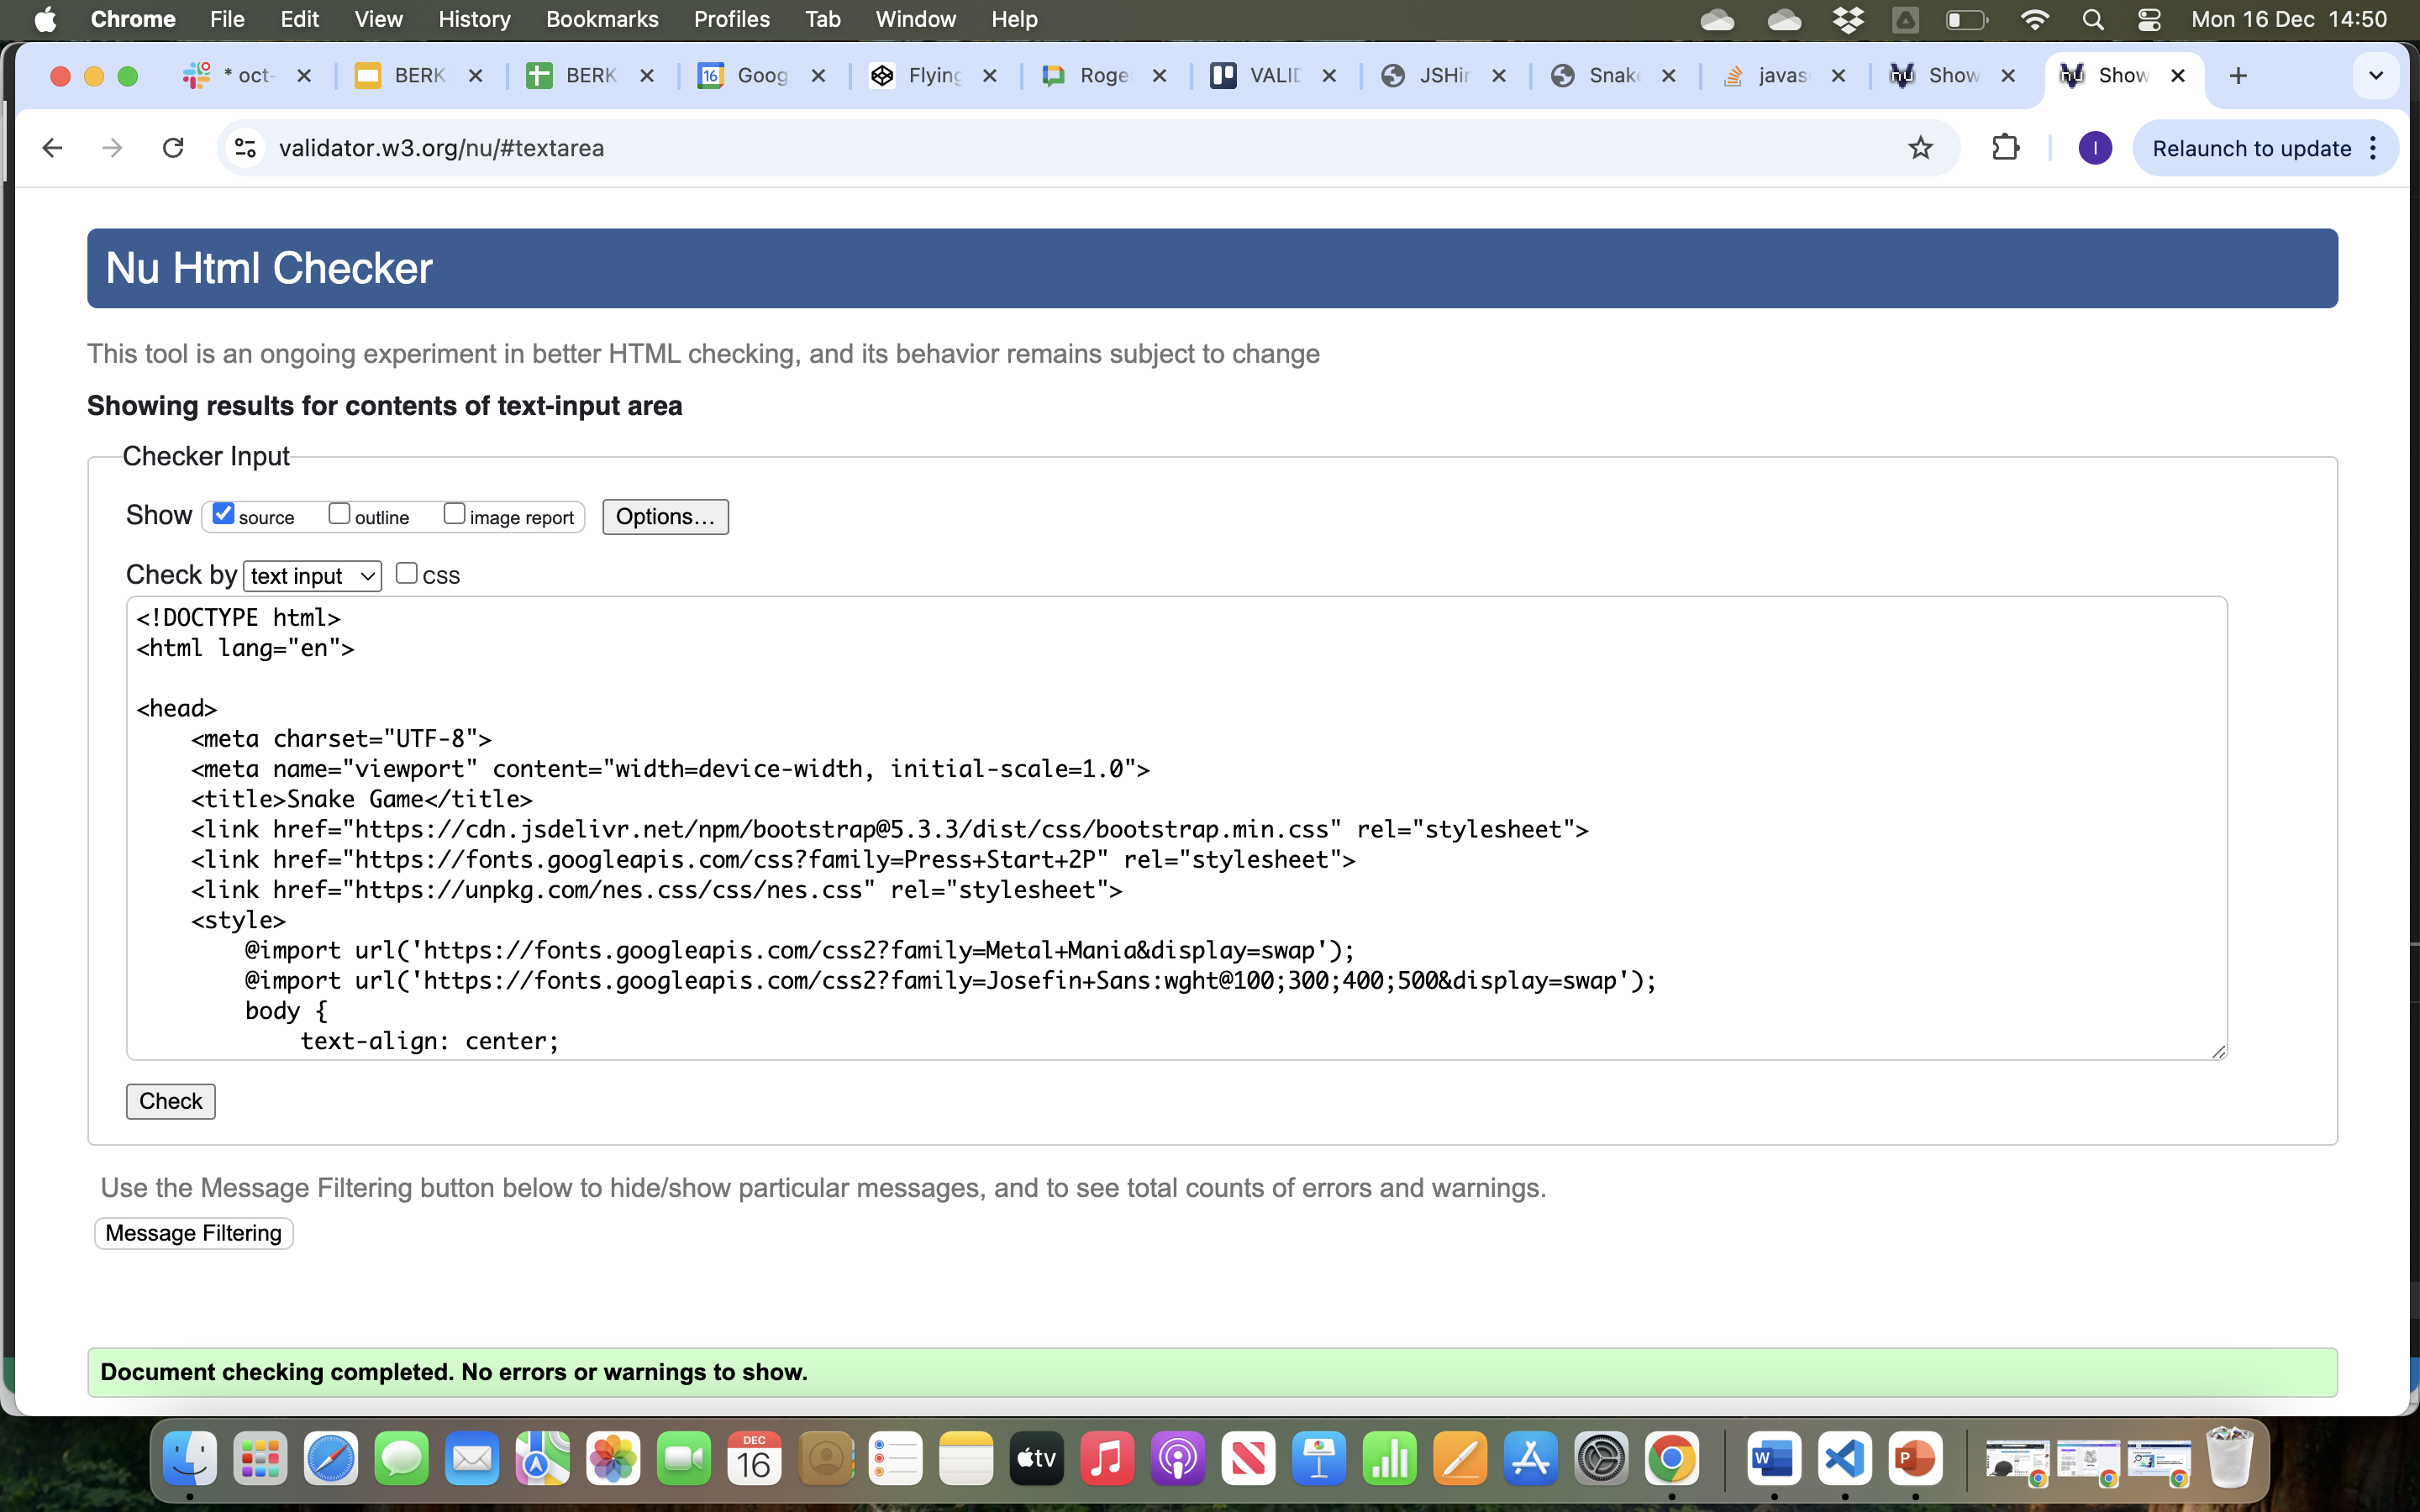 Chrome File Edit View History Bookmarks Profiles Tab Window Help Mon 16 Dec 14:50
* oct- BERK BERK 16 Goog Flying Roge VALID JSHin Snake javas Show Show
validator.w3.org/nu/#textarea I Relaunch to update
Nu Html Checker
This tool is an ongoing experiment in better HTML checking, and its behavior remains subject to change
Showing results for contents of text-input area
Checker Input
Show source outline image report Options...
Check by text input CSS
<!DOCTYPE html>
<html lang="en">
<head>
<meta charset="UTF-8">
<meta name="viewport" content="width=device-width, initial-scale=1.0">
<title>Snake Game</title>
<link href="https://cdn.jsdelivr.net/npm/bootstrap@5.3.3/dist/css/bootstrap.min.css" rel="stylesheet">
<link href="https://fonts.googleapis.com/css?family=Press+Start+2P" rel="stylesheet">
<link href="https://unpkg.com/nes.css/css/nes.css" rel="stylesheet">
<style>
@import url('https://fonts.googleapis.com/css2?family=Metal+Mania&display=swap');
@import url('https://fonts.googleapis.com/css2?family=Josefin+Sans:wght@100;300;400;500&display=swap');
body {
text-align: center;
Check
Use the Message Filtering button below to hide/show particular messages, and to see total counts of errors and warnings.
Message Filtering
Document checking completed. No errors or warnings to show.
DEC
16
tv
W
P